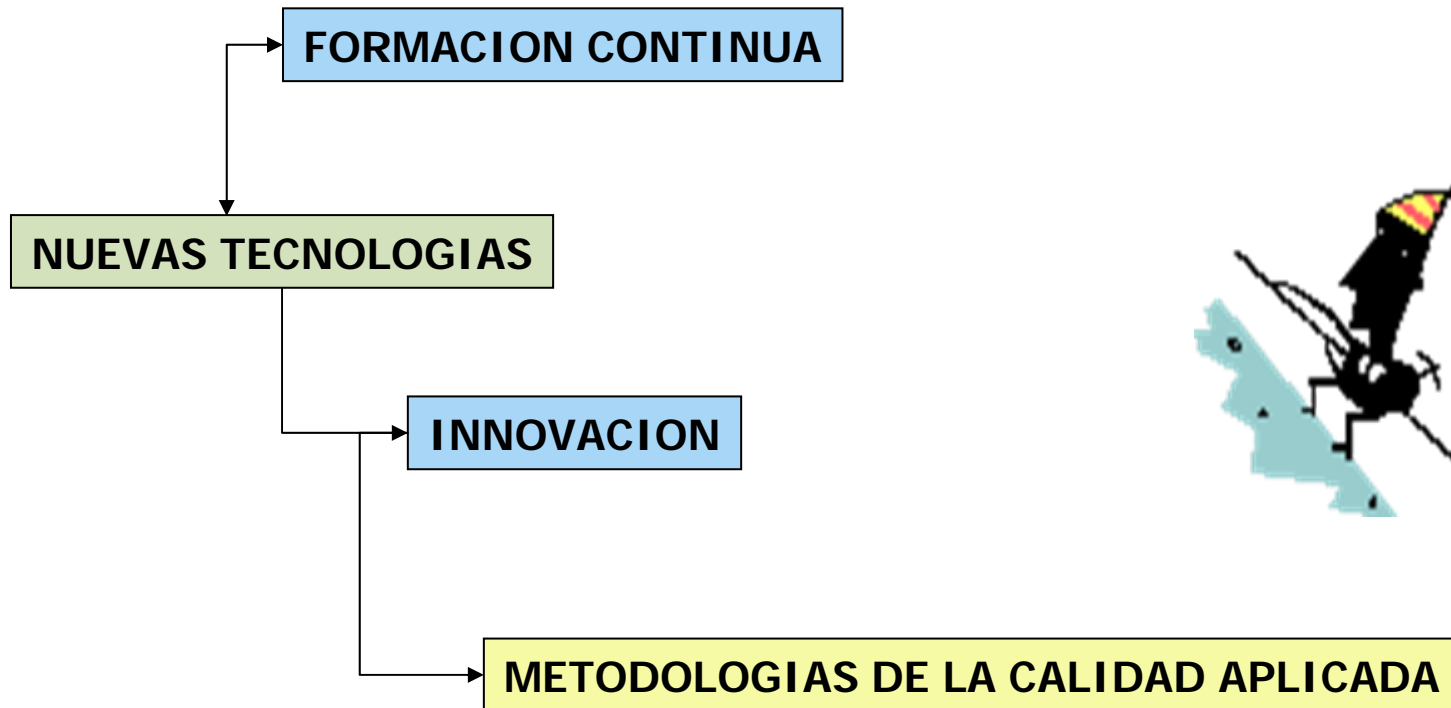 FORMACION CONTINUA
NUEVAS TECNOLOGIAS
INNOVACION
METODOLOGIAS DE LA CALIDAD APLICADA